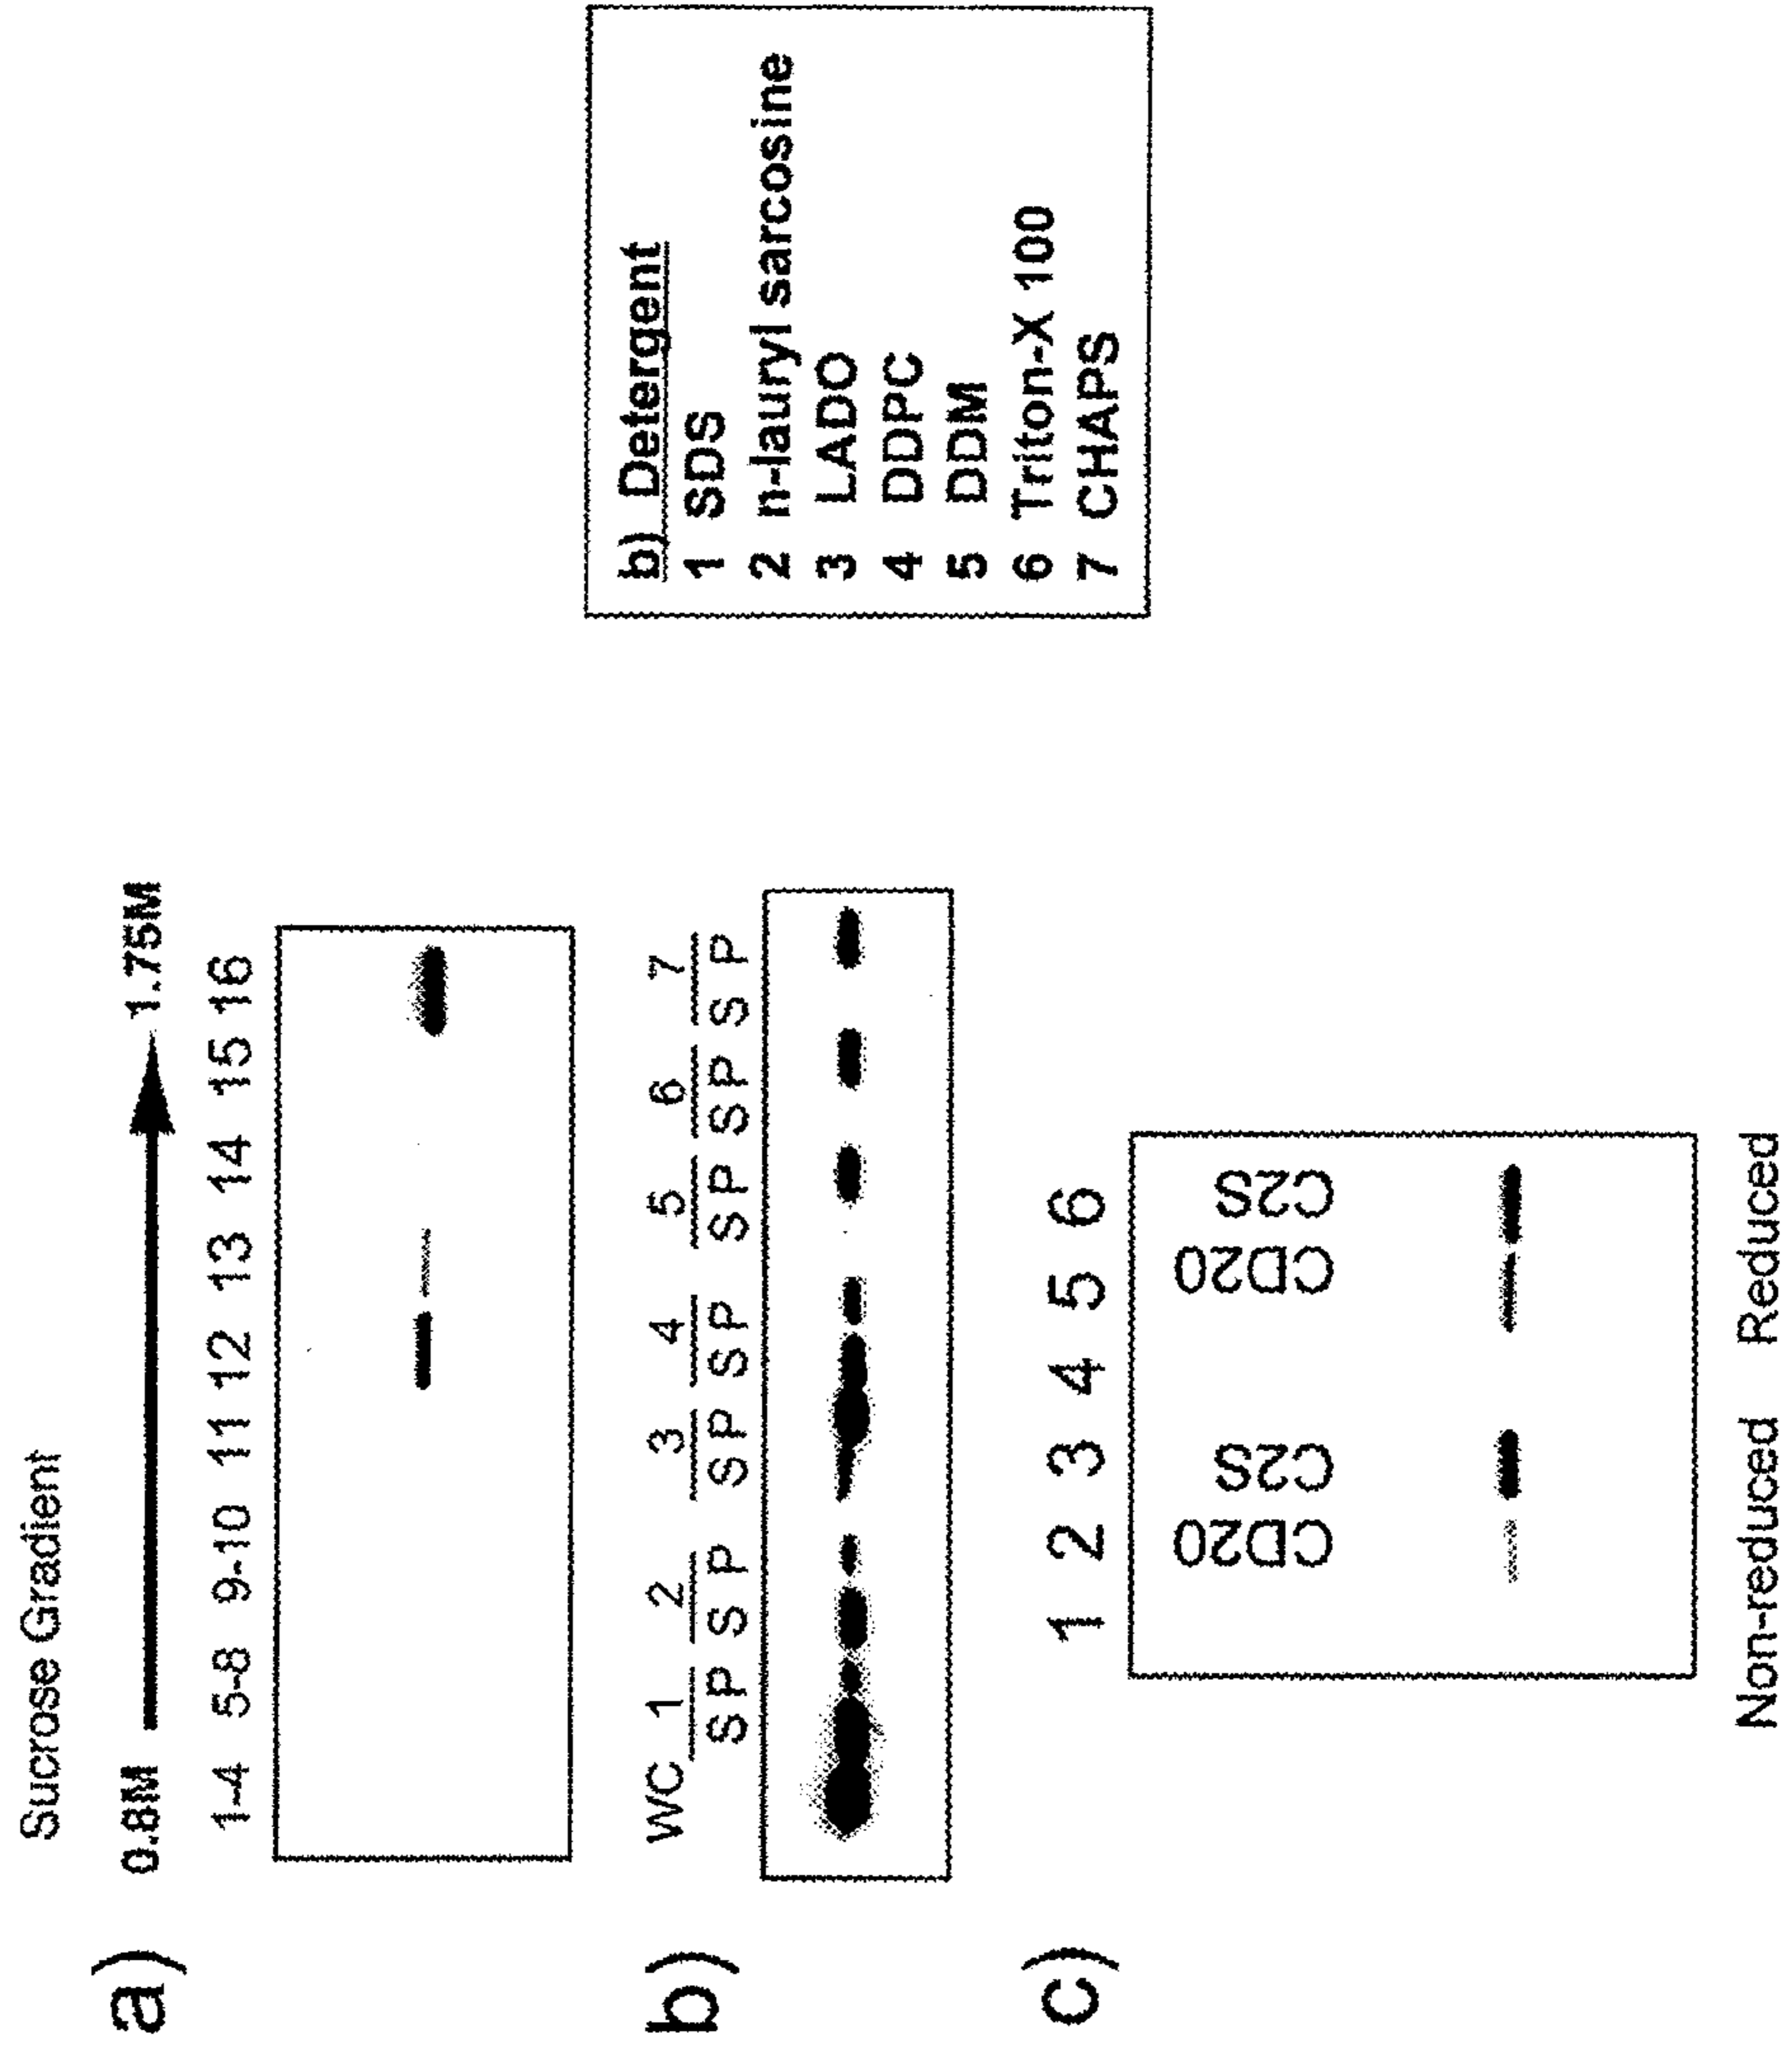 Sucrose Gradient
a) 0.8M 1.75M
1-4 5-8 9-10 11 12 13 14 15 16
b) WC 1 2 3 4 5 6 7
S P S P S P S P S P S P S P
b) Detergent
1 SDS
2 n-lauryl sarcosine
3 LADO
4 DDPC
5 DDM
6 Triton-X 100
7 CHAPS
c) 1 2 3 4 5 6
CD20 C2S CD20 C2S
Non-reduced Reduced